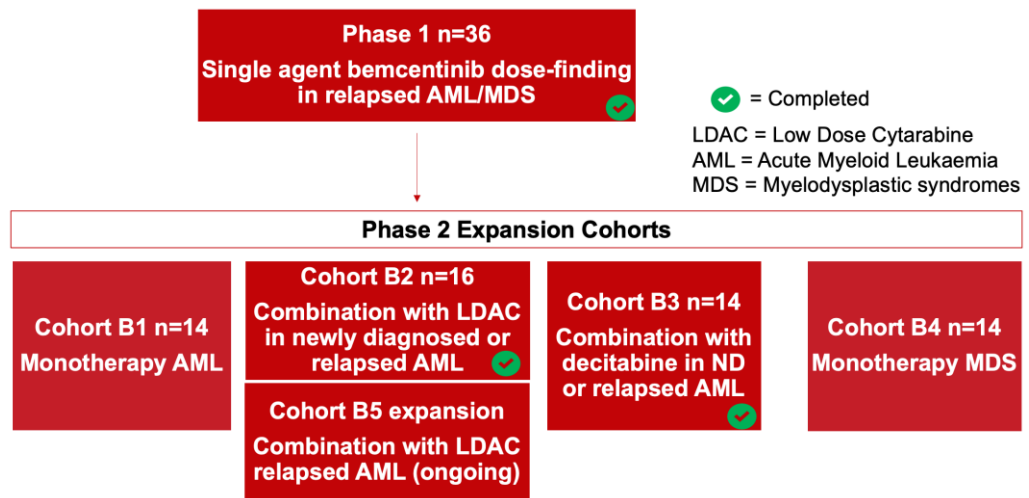 Phase 1 n=36
Single agent bemcentinib dose-finding
in relapsed AML/MDS
= Completed
LDAC = Low Dose Cytarabine
AML = Acute Myeloid Leukaemia
MDS = Myelodysplastic syndromes
Phase 2 Expansion Cohorts
Cohort B1 n=14
Monotherapy AML
Cohort B2 n=16
Combination with LDAC
in newly diagnosed or
relapsed AML
Cohort B5 expansion
Combination with LDAC
relapsed AML (ongoing)
Cohort B3 n=14
Combination with
decitabine in ND
or relapsed AML
Cohort B4 n=14
Monotherapy MDS